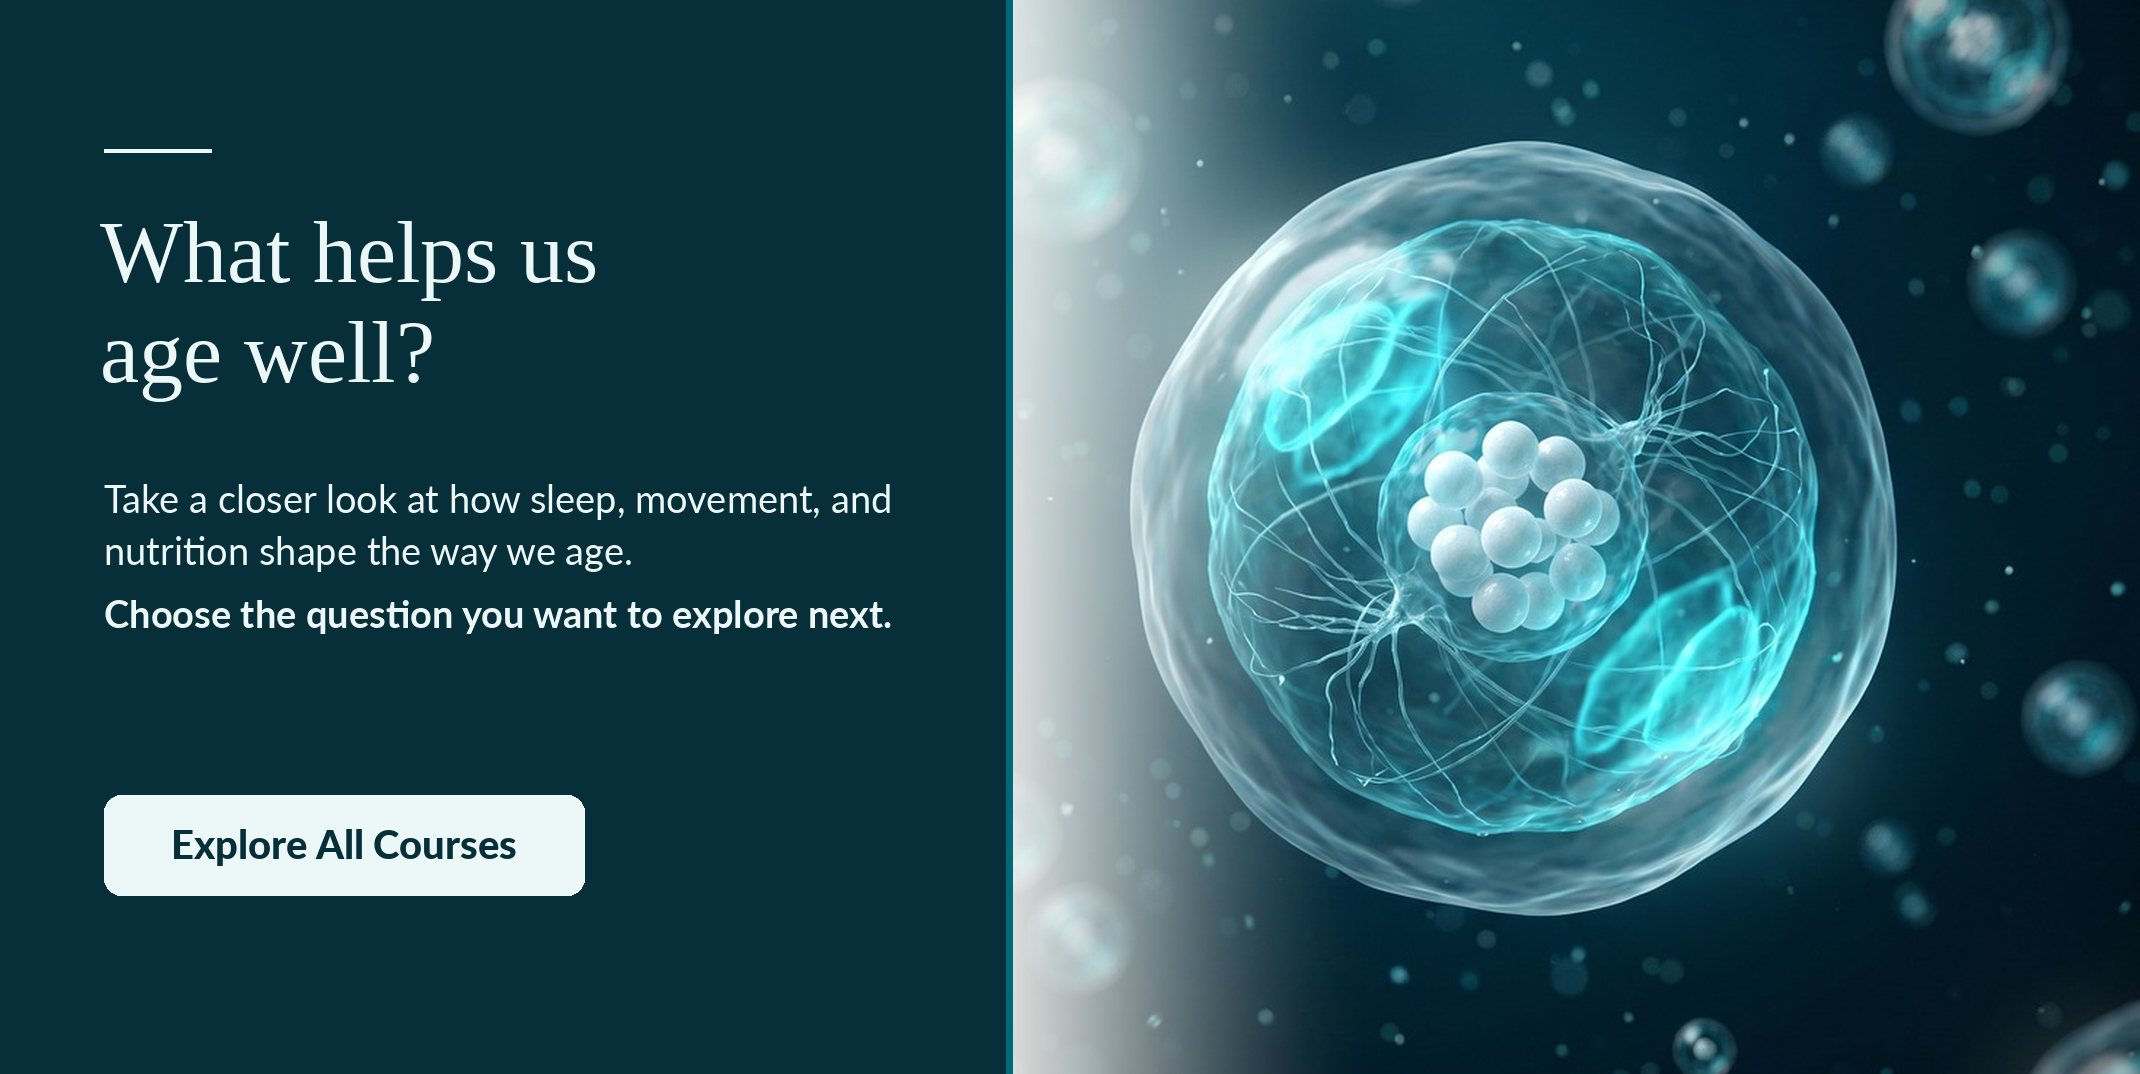 What helps us
age well?
Take a closer look at how sleep, movement, and
nutrition shape the way we age.
Choose the question you want to explore next.
Explore All Courses